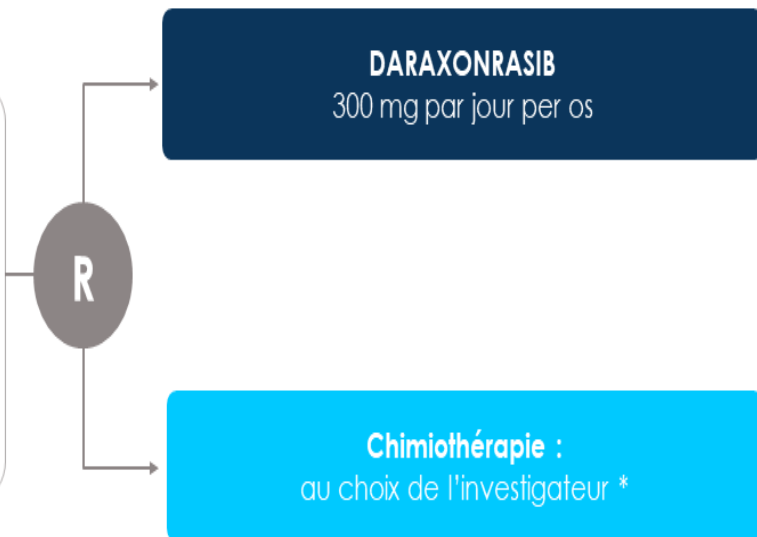 DARAXONRASIB
300 mg par jour per os
R
Chimiothérapie :
au choix de l'investigateur *